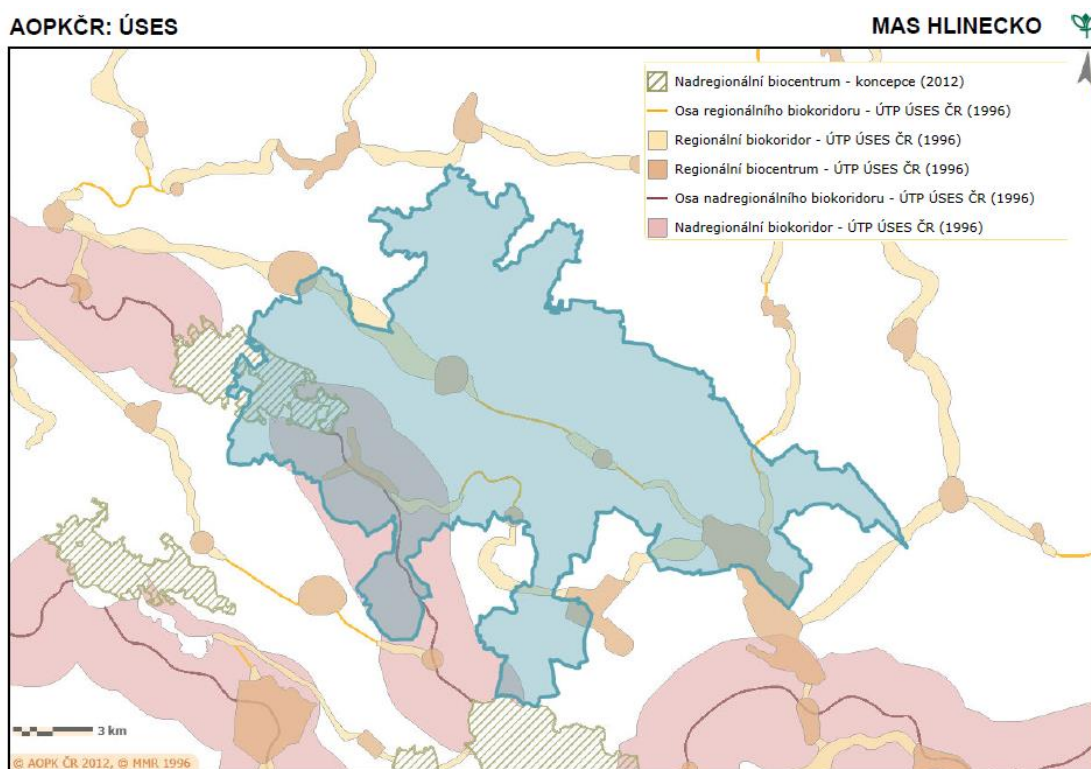 AOPKČR: ÚSES
MAS HLINECKO
Nadregionální biocentrum - koncepce (2012)
Osa regionálního biokoridoru - ÚTP ÚSES ČR (1996)
Regionální biokoridor - ÚTP ÚSES ČR (1996)
Regionální biocentrum - ÚTP ÚSES ČR (1996)
Osa nadregionálního biokoridoru - ÚTP ÚSES ČR (1996)
Nadregionální biokoridor - ÚTP ÚSES ČR (1996)
3 km
© AOPK ČR 2012, © MMR 1996